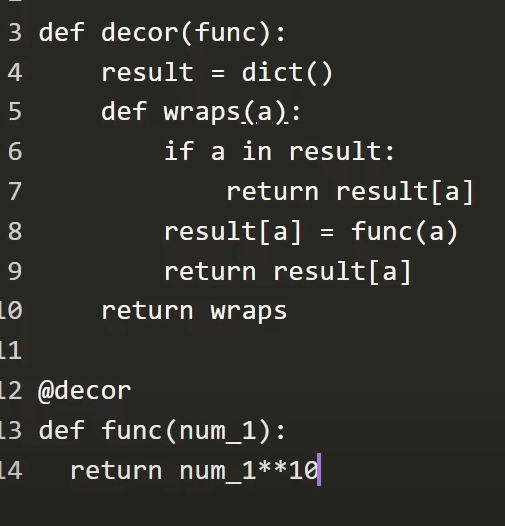 3 def decor(func):
4     result = dict()
5     def wraps(a):
6         if a in result:
7             return result[a]
8         result[a] = func(a)
9         return result[a]
10     return wraps
11
12 @decor
13 def func(num_1):
14   return num_1**10